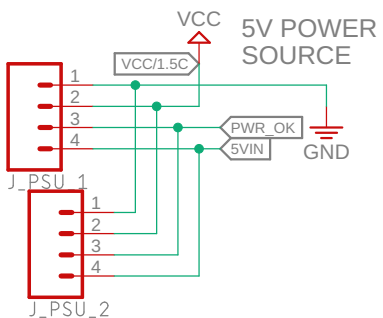 VCC
5V POWER
SOURCE
VCC/1.5C
1
2
3
4
PWR_OK
5VIN
GND
J_PSU_1
1
2
3
4
J_PSU_2